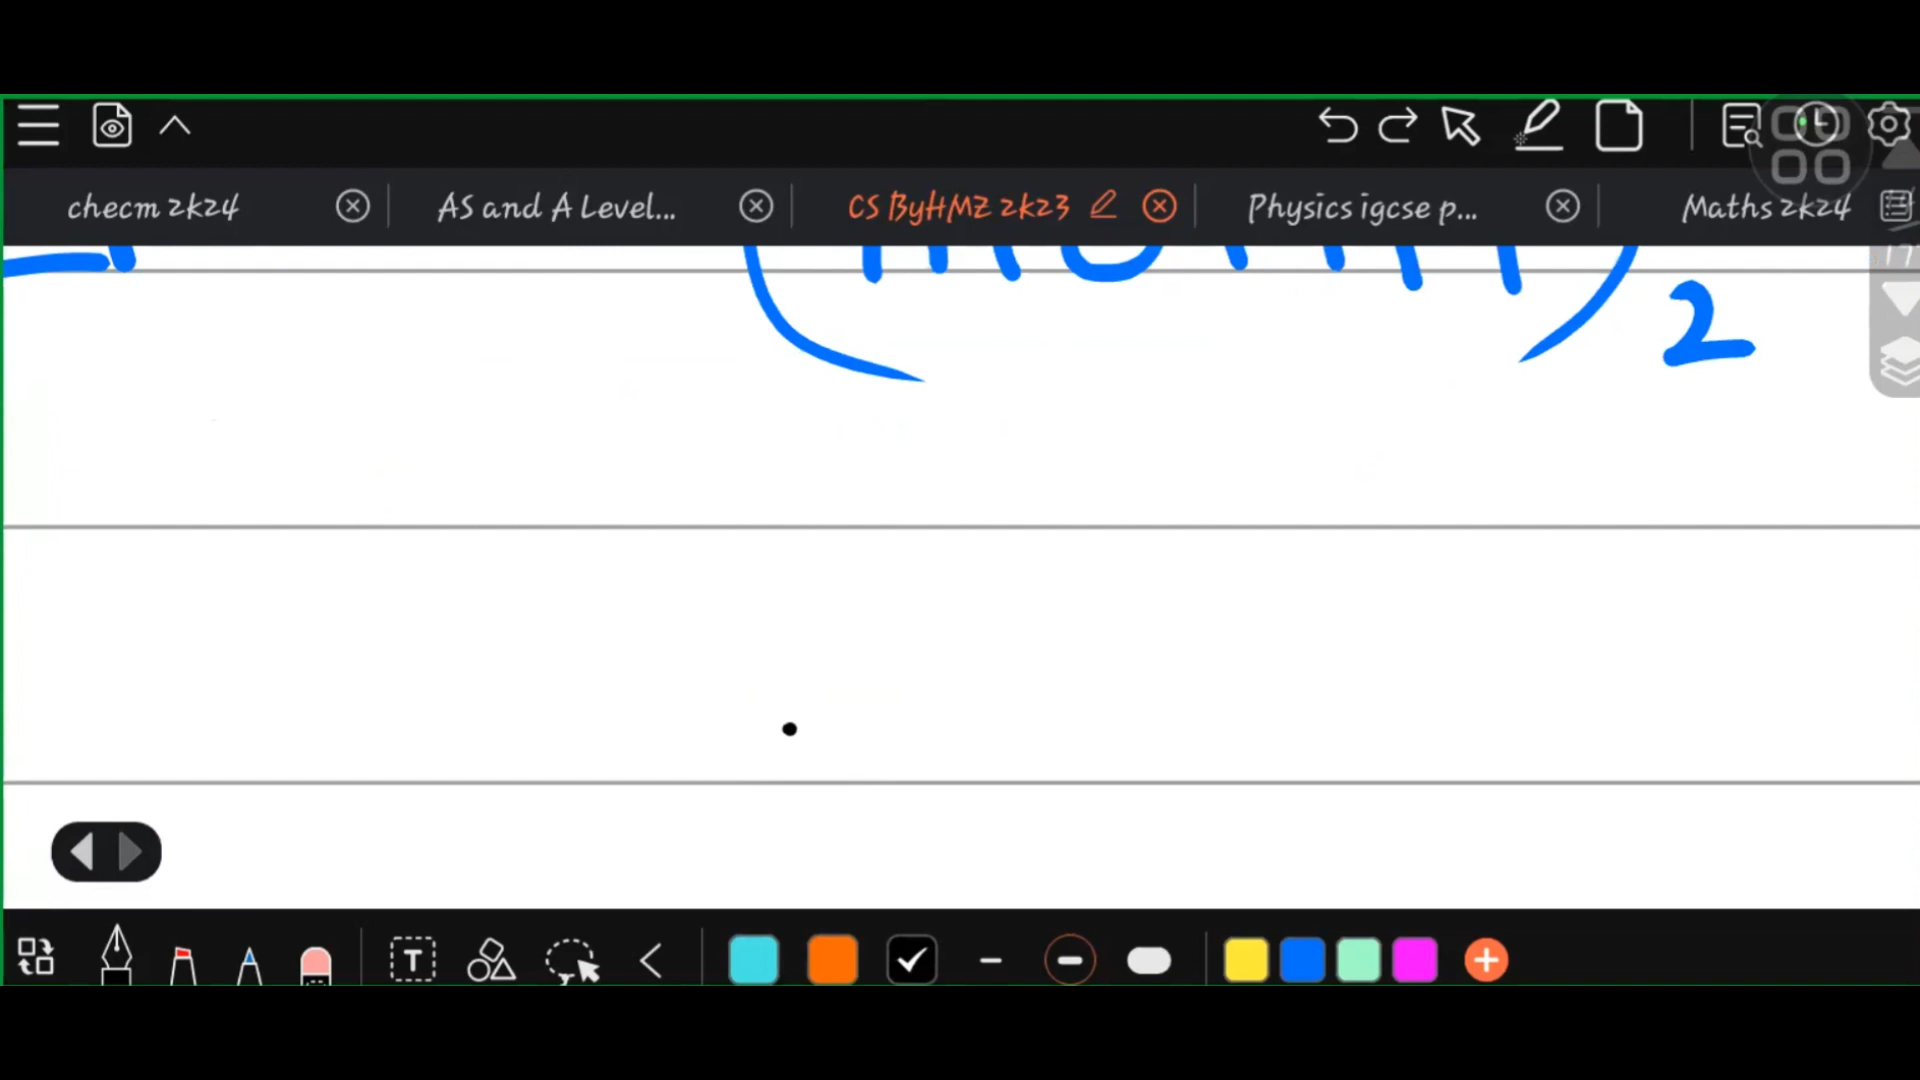 checm 2k24 AS and A Level... CS ByHMZ 2k23 Physics igcse p... Maths 2k24
2
T